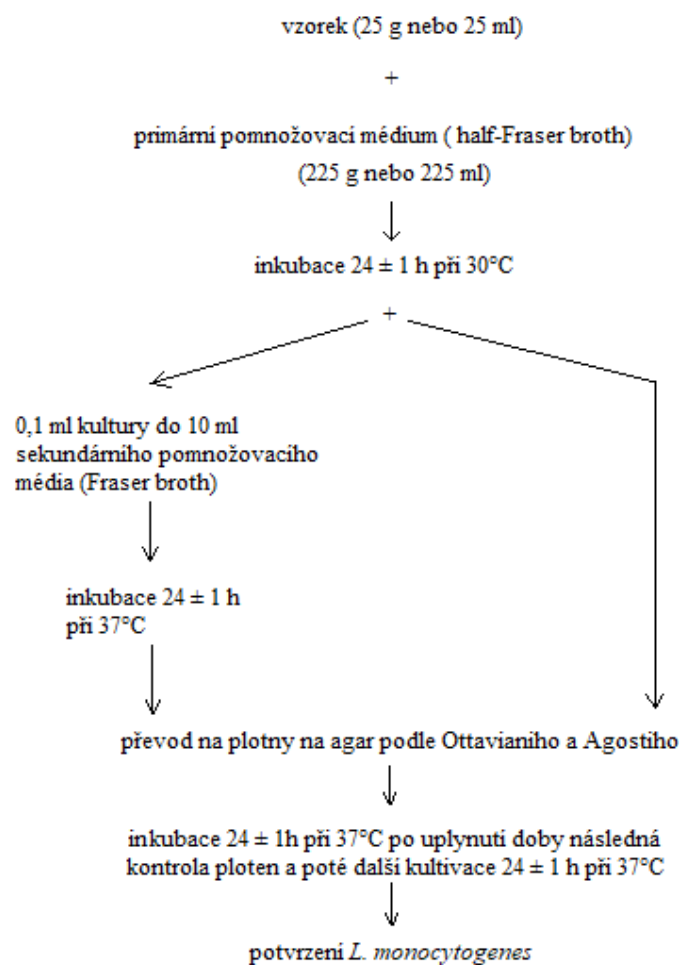 vzorek (25 g nebo 25 ml)
+
primární pomnožovací médium ( half-Fraser broth)
(225 g nebo 225 ml)
inkubace 24 ± 1 h při 30°C
+
0,1 ml kultury do 10 ml
sekundárního pomnožovacího
média (Fraser broth)
inkubace 24 ± 1 h
při 37°C
převod na plotny na agar podle Ottavianiho a Agostiho
inkubace 24 ± 1h při 37°C po uplynutí doby následná
kontrola ploten a poté další kultivace 24 ± 1 h při 37°C
potvrzení L. monocytogenes